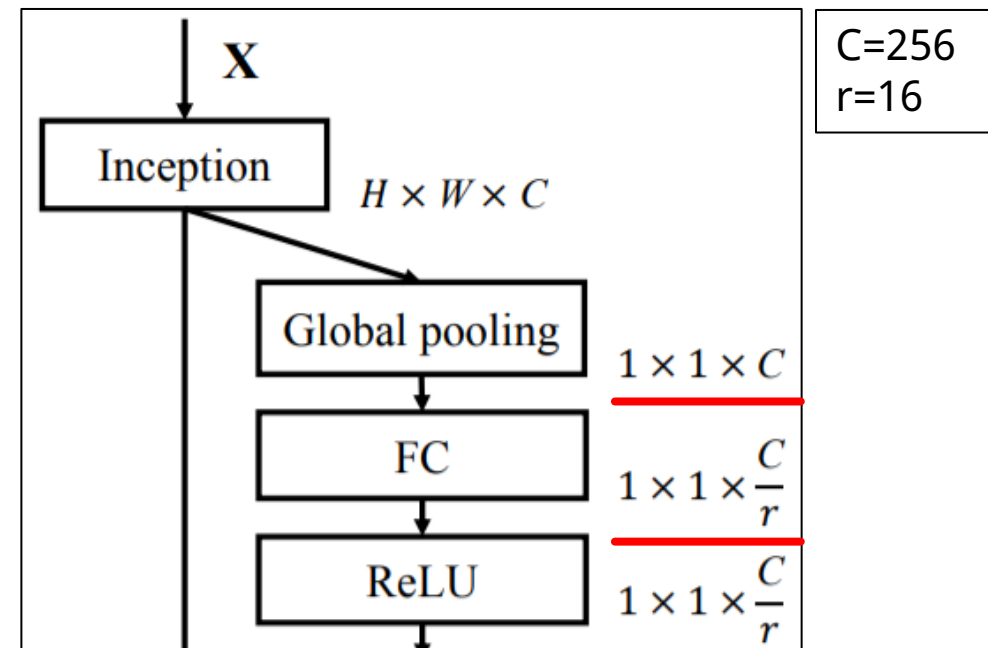 X
Inception
H × W × C
Global pooling
1 × 1 × C
FC
1 × 1 × C/r
ReLU
1 × 1 × C/r
C=256
r=16